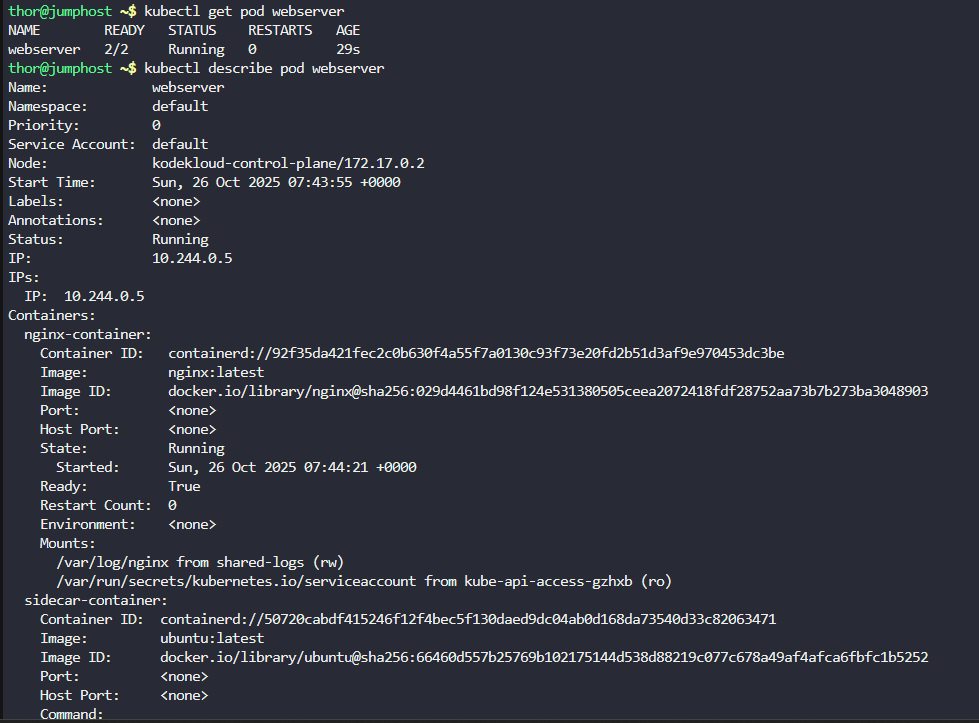 thor@jumphost ~$ kubectl get pod webserver
NAME        READY   STATUS    RESTARTS   AGE
webserver   2/2     Running   0          29s
thor@jumphost ~$ kubectl describe pod webserver
Name:             webserver
Namespace:        default
Priority:         0
Service Account:  default
Node:             kodekloud-control-plane/172.17.0.2
Start Time:       Sun, 26 Oct 2025 07:43:55 +0000
Labels:           <none>
Annotations:      <none>
Status:           Running
IP:               10.244.0.5
IPs:
  IP:  10.244.0.5
Containers:
  nginx-container:
    Container ID:   containerd://92f35da421fec2c0b630f4a55f7a0130c93f73e20fd2b51d3af9e970453dc3be
    Image:          nginx:latest
    Image ID:       docker.io/library/nginx@sha256:029d4461bd98f124e531380505ceea2072418fdf28752aa73b7b273ba3048903
    Port:           <none>
    Host Port:      <none>
    State:          Running
      Started:      Sun, 26 Oct 2025 07:44:21 +0000
    Ready:          True
    Restart Count:  0
    Environment:    <none>
    Mounts:
      /var/log/nginx from shared-logs (rw)
      /var/run/secrets/kubernetes.io/serviceaccount from kube-api-access-gzhxb (ro)
  sidecar-container:
    Container ID:  containerd://50720cabdf415246f12f4bec5f130daed9dc04ab0d168da73540d33c82063471
    Image:         ubuntu:latest
    Image ID:      docker.io/library/ubuntu@sha256:66460d557b25769b102175144d538d88219c077c678a49af4afca6fbfc1b5252
    Port:          <none>
    Host Port:     <none>
    Command: